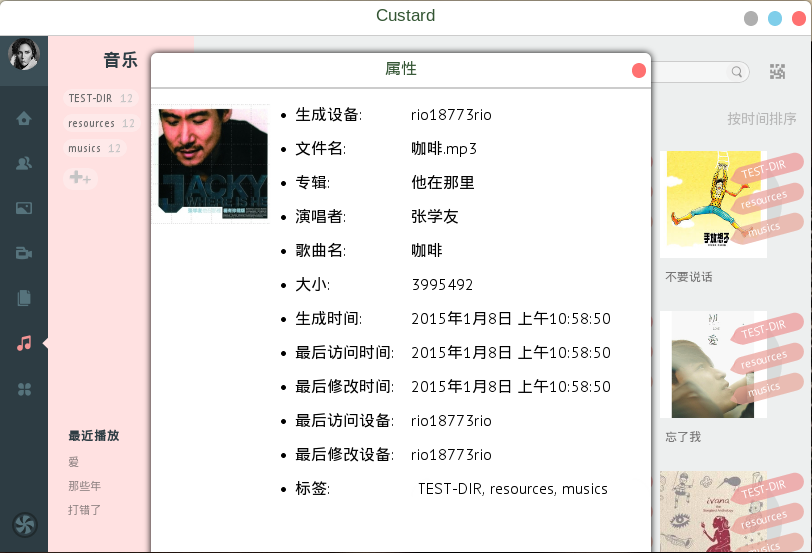 Custard
音乐
TEST-DIR 12
resources 12
musics 12
最近播放
爱
那些年
打错了
属性
JACKY
WHERE IS HE
生成设备: rio18773rio
文件名: 咖啡.mp3
专辑: 他在那里
演唱者: 张学友
歌曲名: 咖啡
大小: 3995492
生成时间: 2015年1月8日 上午10:58:50
最后访问时间: 2015年1月8日 上午10:58:50
最后修改时间: 2015年1月8日 上午10:58:50
最后访问设备: rio18773rio
最后修改设备: rio18773rio
标签: TEST-DIR, resources, musics
按时间排序
TEST-DIR
resources
musics
不要说话
初
爱
TEST-DIR
resources
musics
忘了我
ivana
TEST-DIR
resources
musics